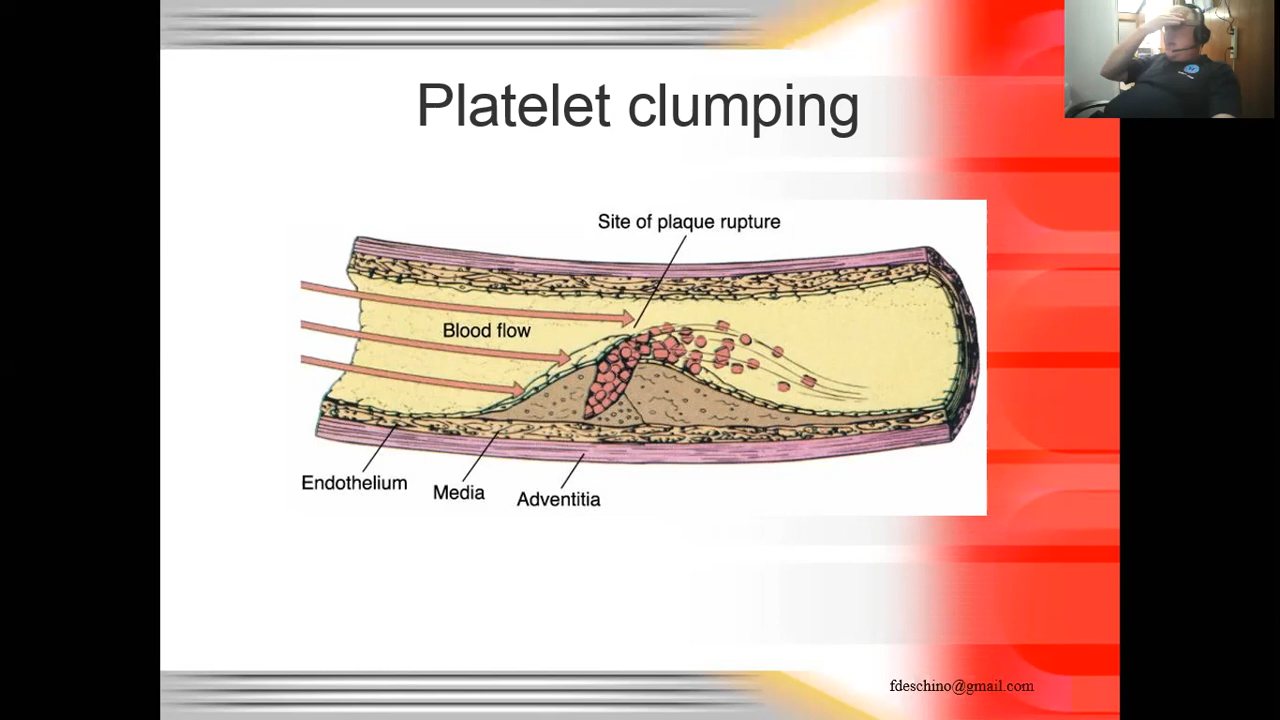 Platelet clumping
Site of plaque rupture
Blood flow
Endothelium
Media
Adventitia
fdeschino@gmail.com